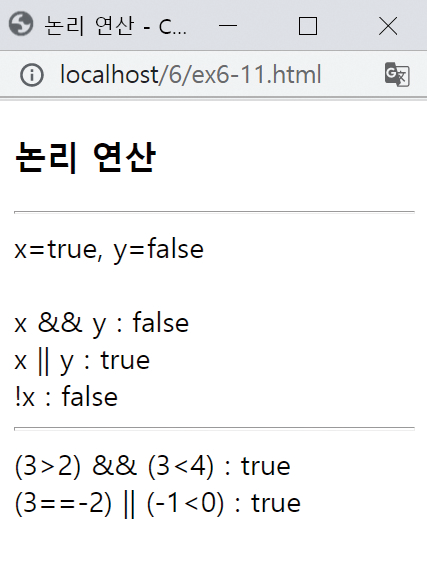 논리 연산 - C...
localhost/6/ex6-11.html
논리 연산
x=true, y=false
x && y : false
x || y : true
!x : false
(3>2) && (3<4) : true
(3==-2) || (-1<0) : true